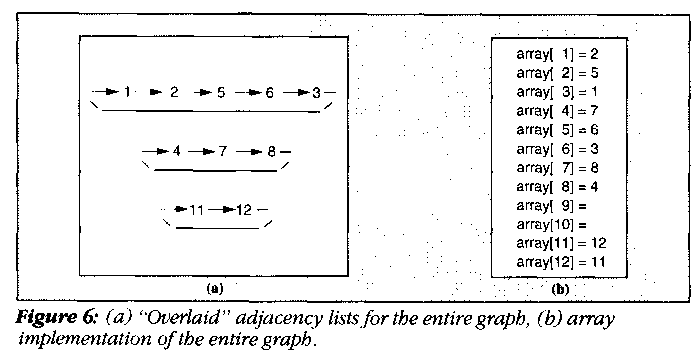 1 2 5 6 3
4 7 8
11 12
(a)
array[ 1] = 2
array[ 2] = 5
array[ 3] = 1
array[ 4] = 7
array[ 5] = 6
array[ 6] = 3
array[ 7] = 8
array[ 8] = 4
array[ 9] =
array[10] =
array[11] = 12
array[12] = 11
(b)
Figure 6: (a) "Overlaid" adjacency lists for the entire graph, (b) array
implementation of the entire graph.